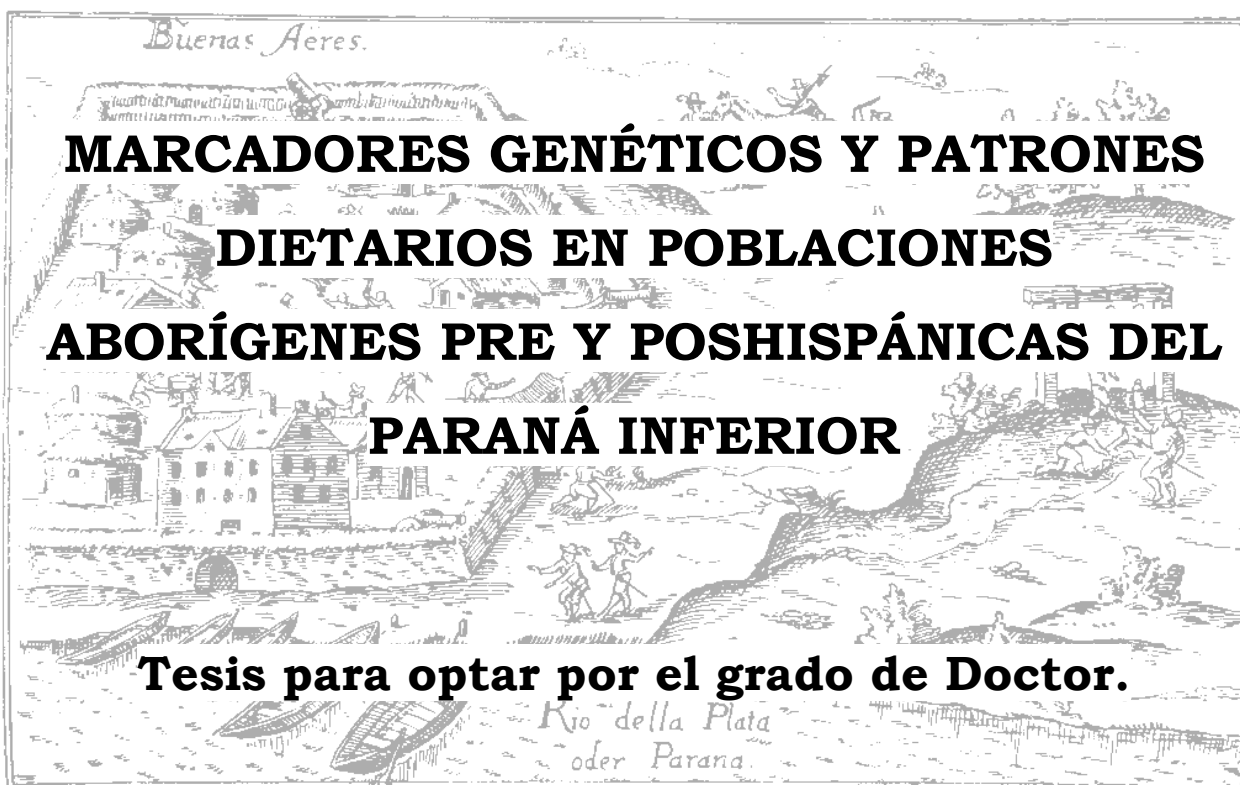 Buenas Aeres.
MARCADORES GENÉTICOS Y PATRONES
DIETARIOS EN POBLACIONES
ABORÍGENES PRE Y POSHISPÁNICAS DEL
PARANÁ INFERIOR
Tesis para optar por el grado de Doctor.
Rio della Plata
oder Parana.